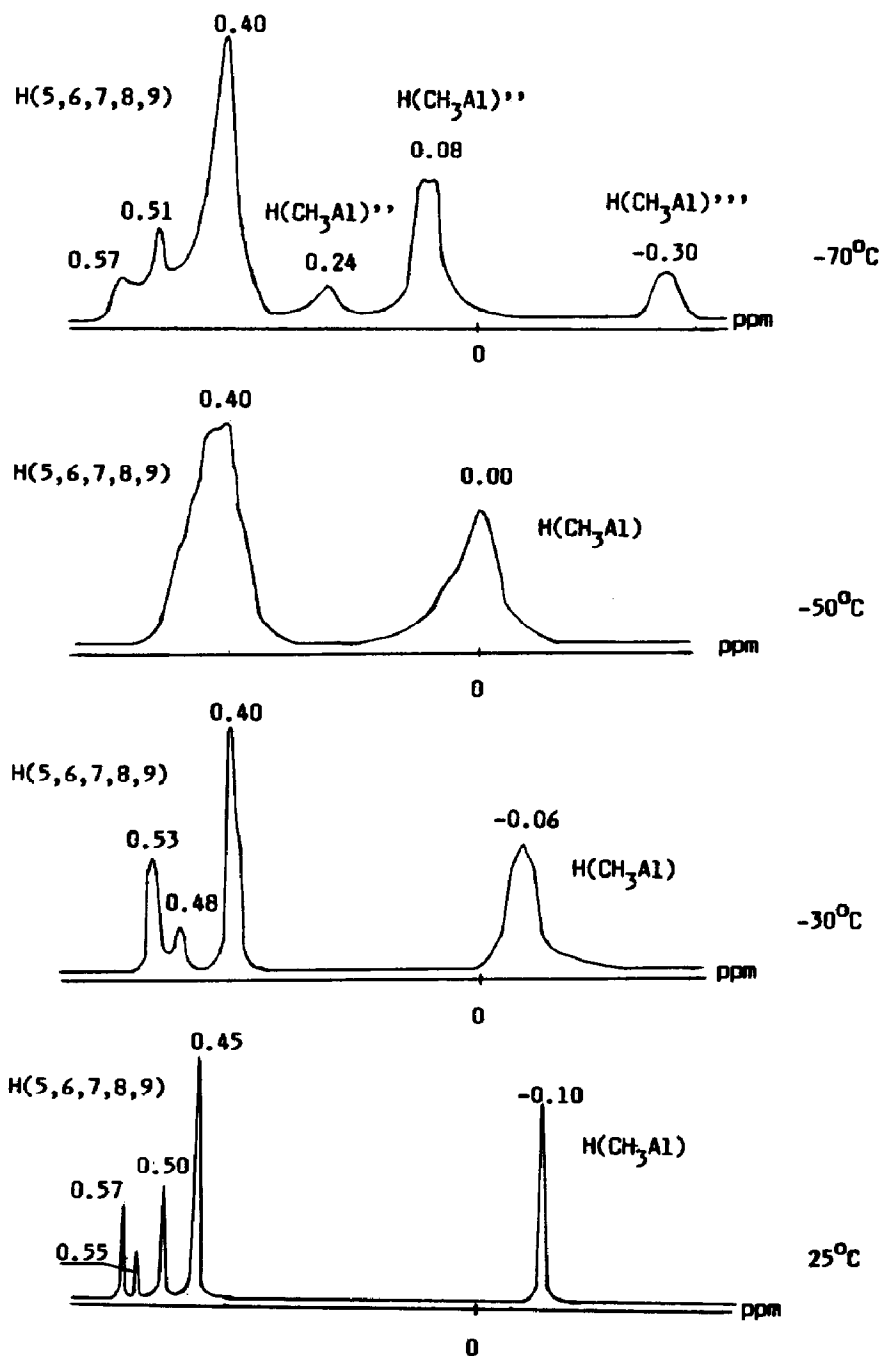 0.40
H(5,6,7,8,9)
H(CH3Al)''
0.08
0.51
H(CH3Al)''
H(CH3Al)'''
0.57
0.24
-0.30
-70°C
ppm
0
0.40
H(5,6,7,8,9)
0.00
H(CH3Al)
-50°C
ppm
0
0.40
H(5,6,7,8,9)
-0.06
0.53
H(CH3Al)
0.48
-30°C
ppm
0
0.45
H(5,6,7,8,9)
-0.10
H(CH3Al)
0.50
0.57
0.55
25°C
ppm
0